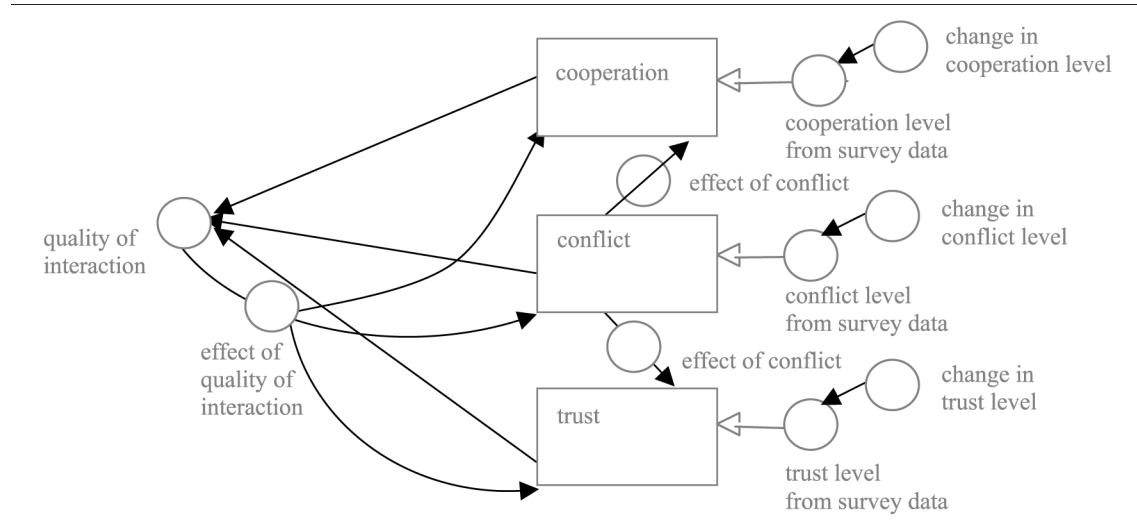 cooperation
change in
cooperation level
cooperation level
from survey data
effect of conflict
conflict
change in
conflict level
quality of
interaction
conflict level
from survey data
effect of
quality of
interaction
effect of conflict
change in
trust level
trust
trust level
from survey data